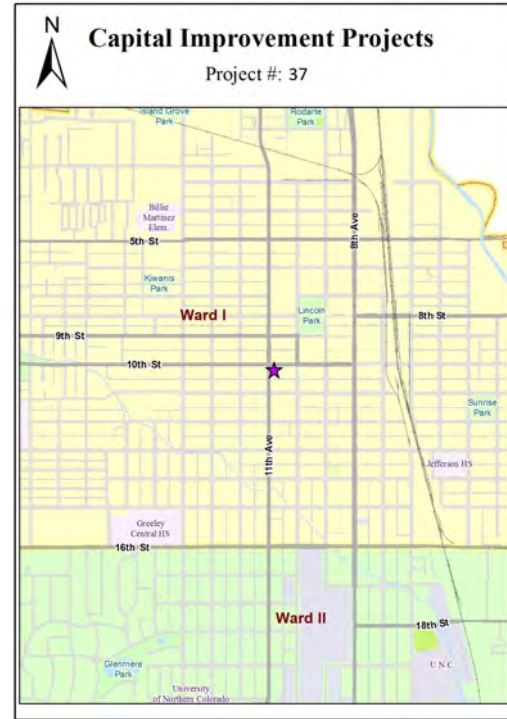 N
Capital Improvement Projects
Project #: 37
Island Grove
Park
Rodarte
Park
Billie
Martinez
Elem.
5th St
8th Ave
Kiwanis
Park
Ward I
Lincoln
Park
8th St
9th St
10th St
Sunrise
Park
11th Ave
Jefferson HS
Greeley
Central HS
16th St
Ward II
18th St
Glenmere
Park
U N C
University
of Northern Colorado